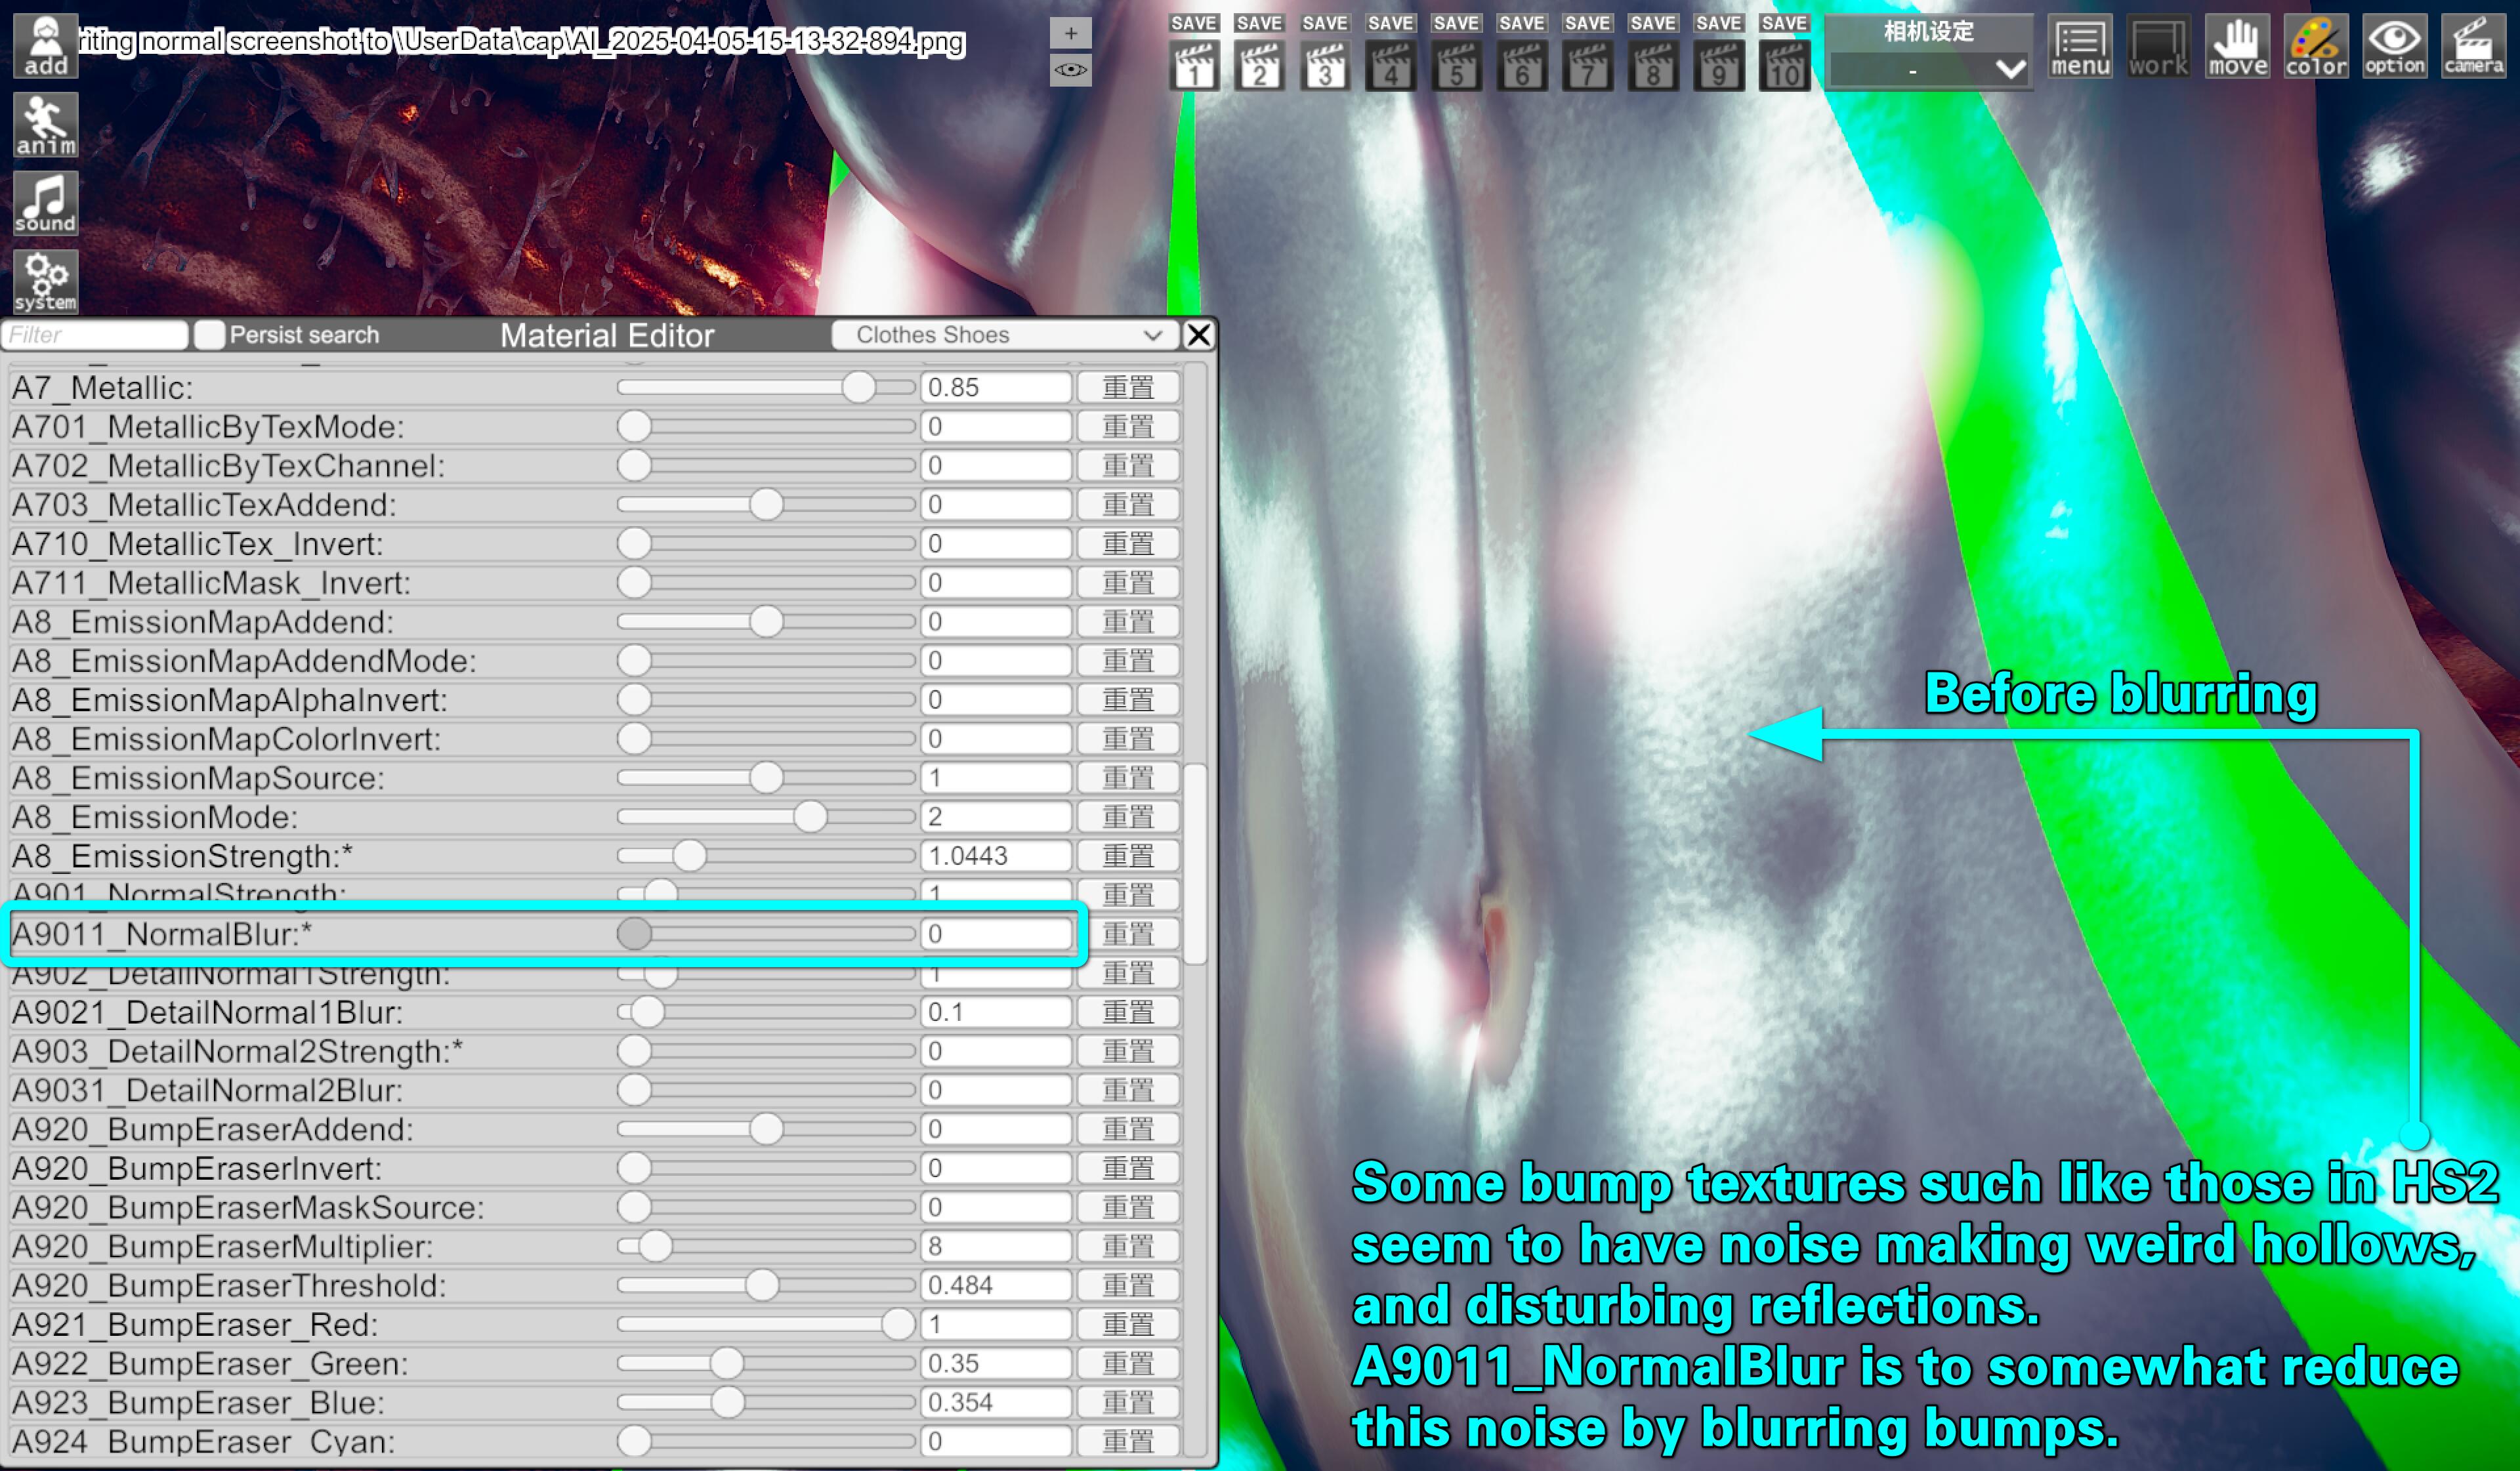 add
riting normal screenshot to \UserData\cap\AI_2025-04-05-15-13-32-894.png
+
SAVE SAVE SAVE SAVE SAVE SAVE SAVE SAVE SAVE SAVE
1 2 3 4 5 6 7 8 9 10
相机设定
-
menu work move color option camera
anim
sound
system
Filter Persist search Material Editor Clothes Shoes
A7_Metallic: 0.85 重置
A701_MetallicByTexMode: 0 重置
A702_MetallicByTexChannel: 0 重置
A703_MetallicTexAddend: 0 重置
A710_MetallicTex_Invert: 0 重置
A711_MetallicMask_Invert: 0 重置
A8_EmissionMapAddend: 0 重置
A8_EmissionMapAddendMode: 0 重置
A8_EmissionMapAlphaInvert: 0 重置
A8_EmissionMapColorInvert: 0 重置
A8_EmissionMapSource: 1 重置
A8_EmissionMode: 2 重置
A8_EmissionStrength:* 1.0443 重置
A901_NormalStrength: 1 重置
A9011_NormalBlur:* 0 重置
A902_DetailNormal1Strength: 1 重置
A9021_DetailNormal1Blur: 0.1 重置
A903_DetailNormal2Strength:* 0 重置
A9031_DetailNormal2Blur: 0 重置
A920_BumpEraserAddend: 0 重置
A920_BumpEraserInvert: 0 重置
A920_BumpEraserMaskSource: 0 重置
A920_BumpEraserMultiplier: 8 重置
A920_BumpEraserThreshold: 0.484 重置
A921_BumpEraser_Red: 1 重置
A922_BumpEraser_Green: 0.35 重置
A923_BumpEraser_Blue: 0.354 重置
A924_BumpEraser_Cyan: 0 重置
Before blurring
Some bump textures such like those in HS2
seem to have noise making weird hollows,
and disturbing reflections.
A9011_NormalBlur is to somewhat reduce
this noise by blurring bumps.